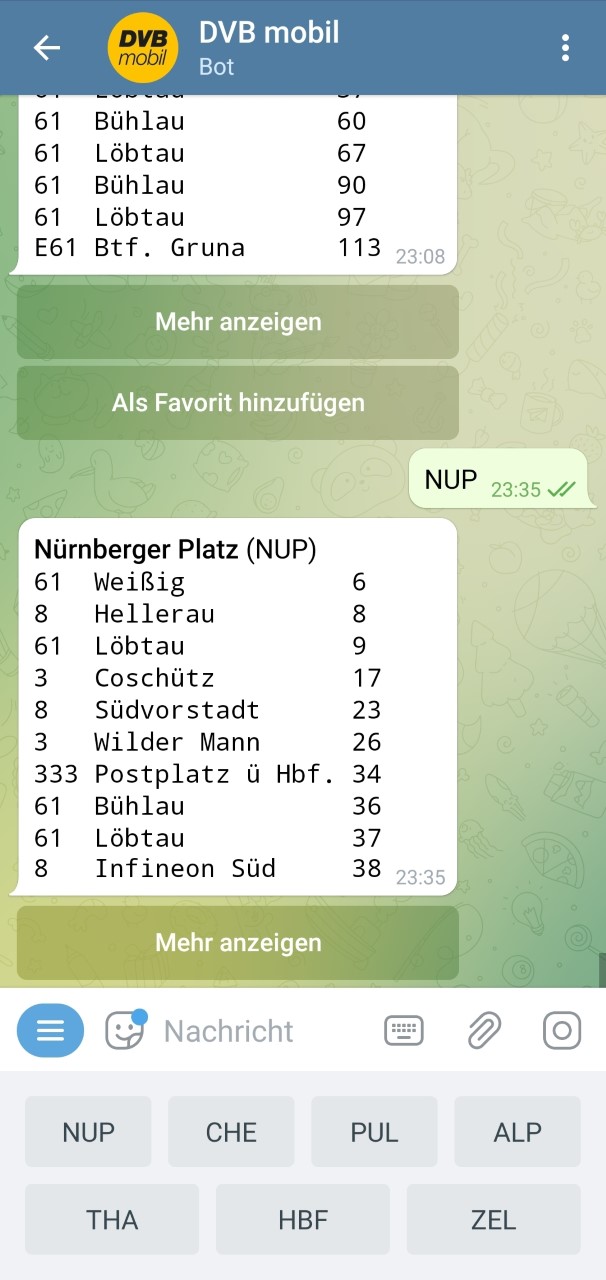 DVB mobil
DVB
mobil
Bot
61 Löbtau 37
61 Bühlau 60
61 Löbtau 67
61 Bühlau 90
61 Löbtau 97
E61 Btf. Gruna 113 23:08
Mehr anzeigen
Als Favorit hinzufügen
NUP 23:35
Nürnberger Platz (NUP)
61 Weißig 6
8 Hellerau 8
61 Löbtau 9
3 Coschütz 17
8 Südvorstadt 23
3 Wilder Mann 26
333 Postplatz ü Hbf. 34
61 Bühlau 36
61 Löbtau 37
8 Infineon Süd 38 23:35
Mehr anzeigen
Nachricht
NUP CHE PUL ALP
THA HBF ZEL